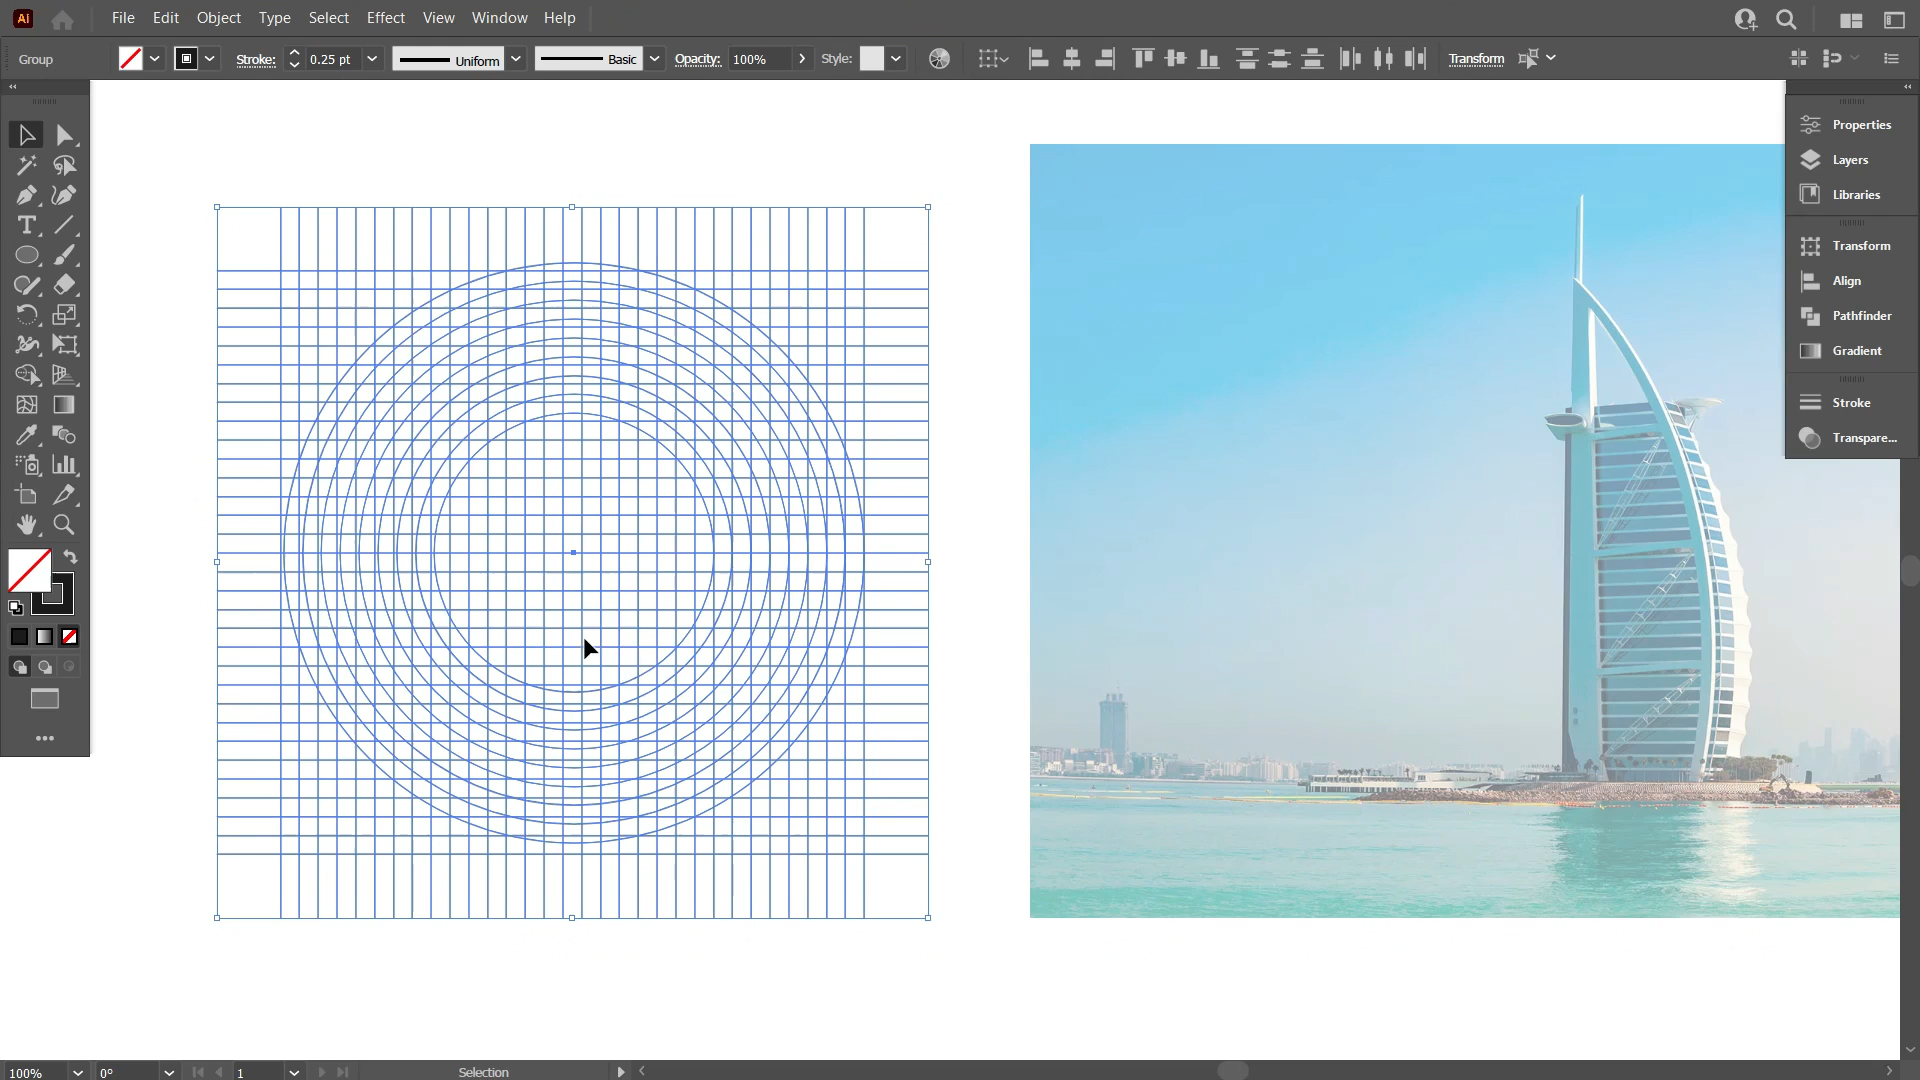 Ai File Edit Object Type Select Effect View Window Help
Group Stroke: 0.25 pt Uniform Basic Opacity: 100% Style: Transform
Properties
Layers
Libraries
Transform
Align
Pathfinder
Gradient
Stroke
Transpare...
T
100% 0° 1 Selection